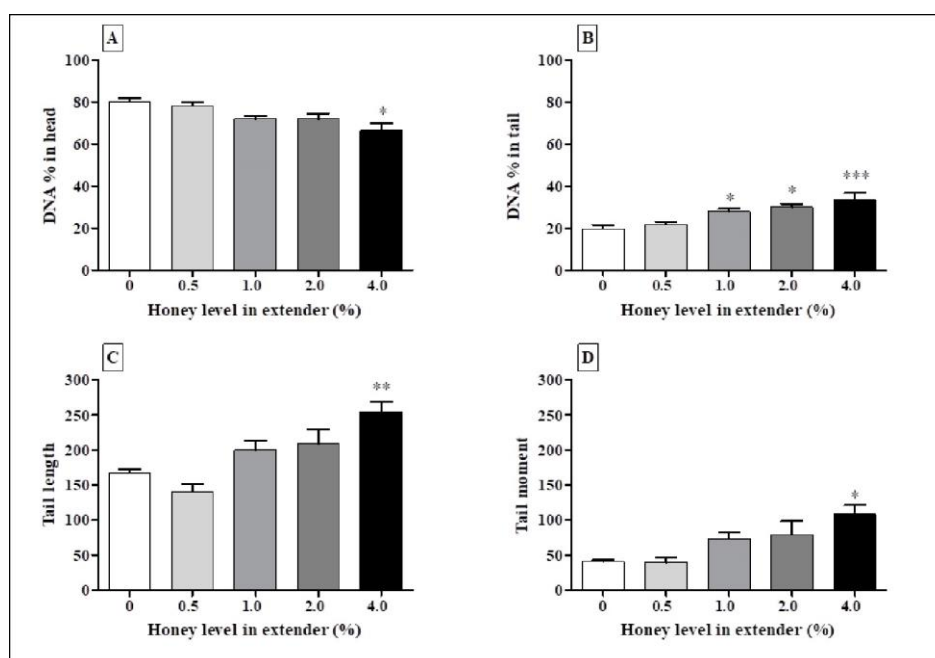 A
DNA % in head
100
80
60
40
20
0
*
0 0.5 1.0 2.0 4.0
Honey level in extender (%)
B
DNA % in tail
100
80
60
40
20
0
* * ***
0 0.5 1.0 2.0 4.0
Honey level in extender (%)
C
Tail length
300
250
200
150
100
50
0
**
0 0.5 1.0 2.0 4.0
Honey level in extender (%)
D
Tail moment
300
250
200
150
100
50
0
*
0 0.5 1.0 2.0 4.0
Honey level in extender (%)